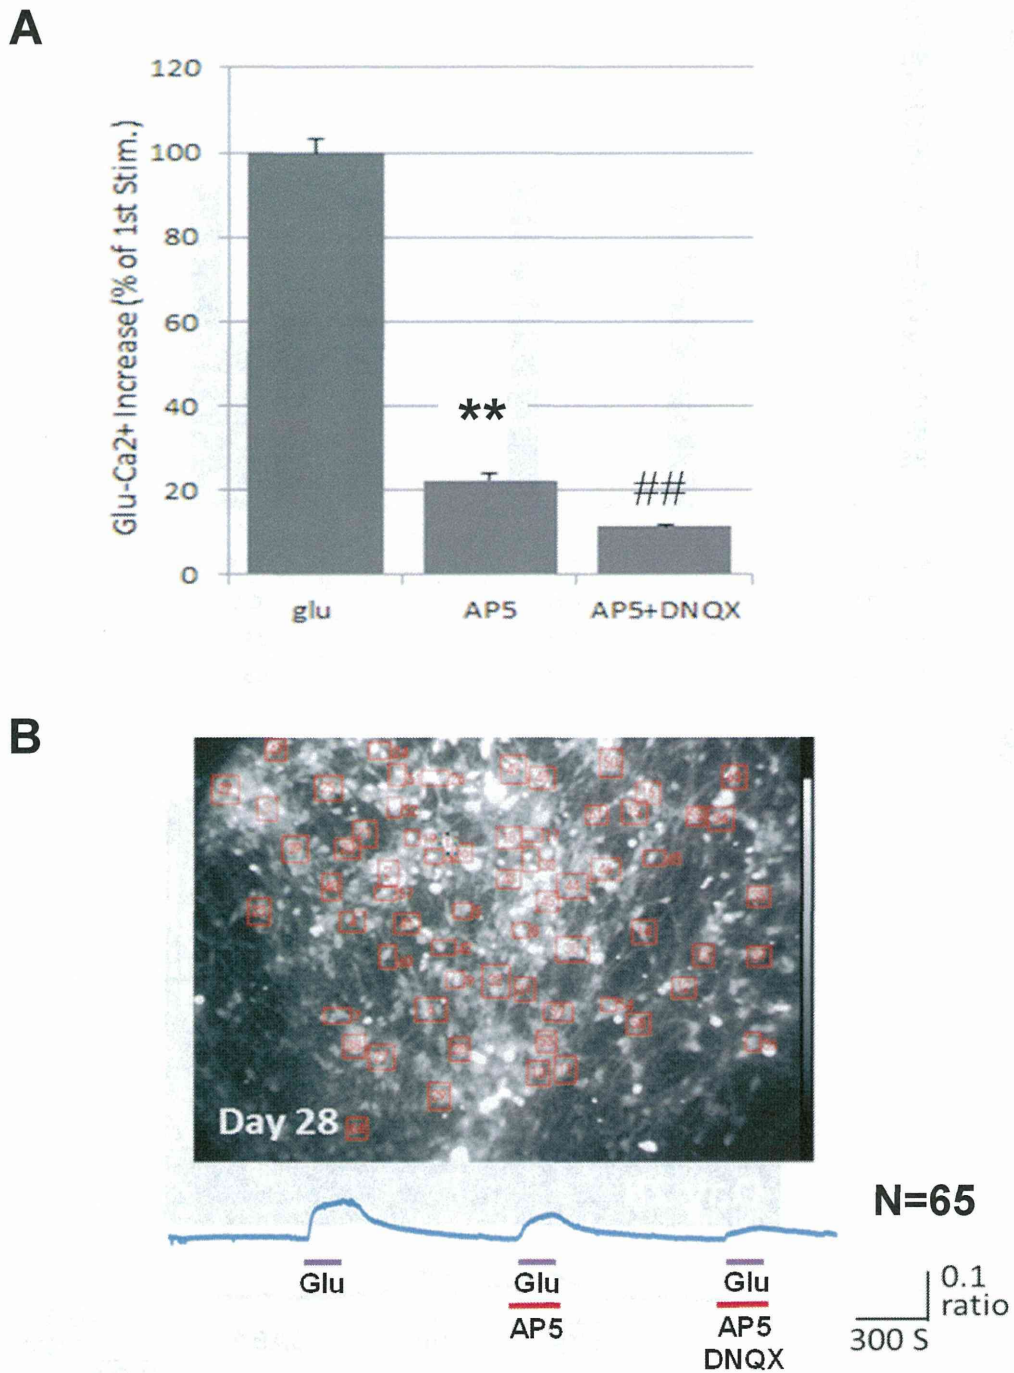 A
Glu-Ca2+ Increase (% of 1st Stim.)
120
100
80
60
40
20
0
**
##
glu AP5 AP5+DNQX
B
Day 28
N=65
Glu Glu Glu
AP5 AP5
DNQX
0.1
ratio
300 S